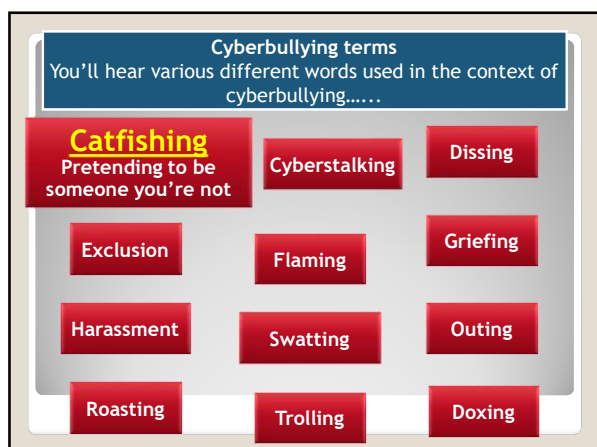 Cyberbullying terms
You'll hear various different words used in the context of
cyberbullying…...
Catfishing
Pretending to be
someone you're not
Cyberstalking
Dissing
Exclusion
Flaming
Griefing
Harassment
Swatting
Outing
Roasting
Trolling
Doxing